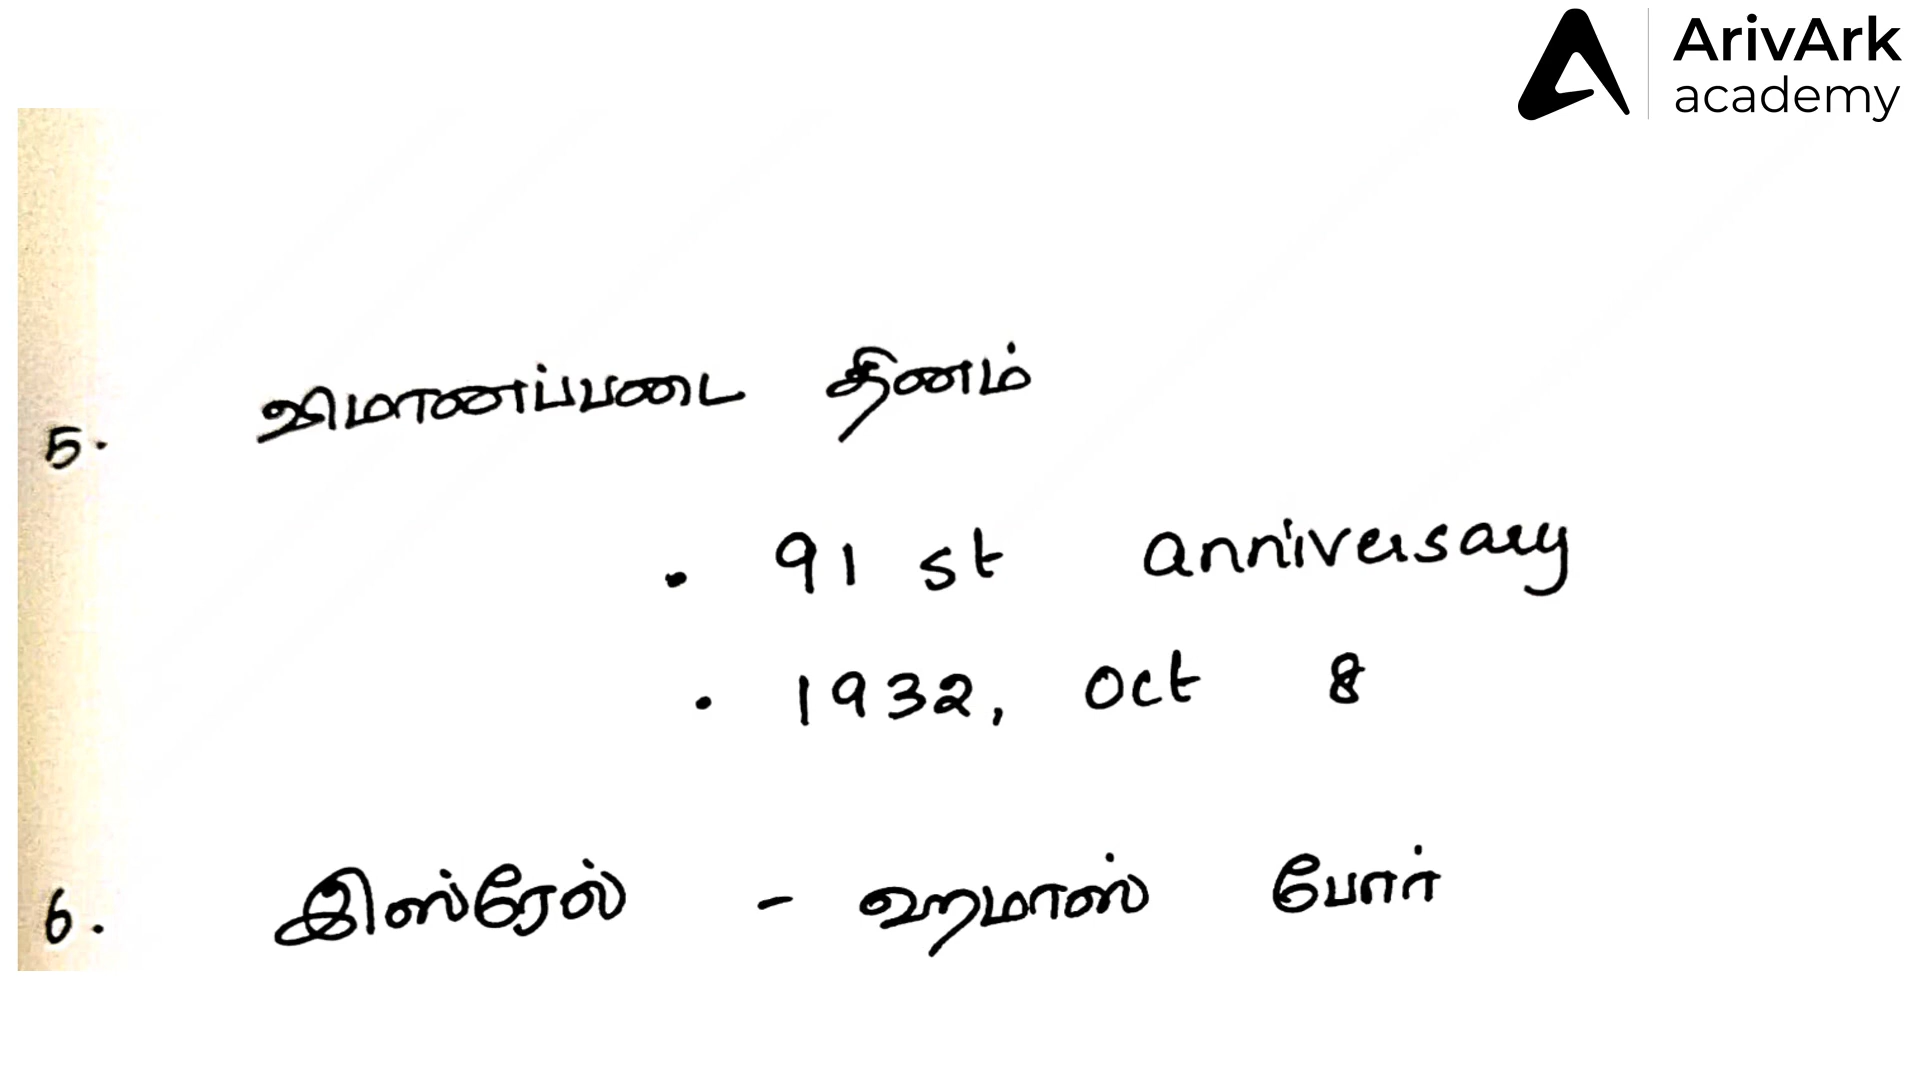 ArivArk
academy
5. விமானப்படை தினம்
• 91 st anniversary
• 1932, Oct 8
6. இஸ்ரேல் - ஹமாஸ் போர்